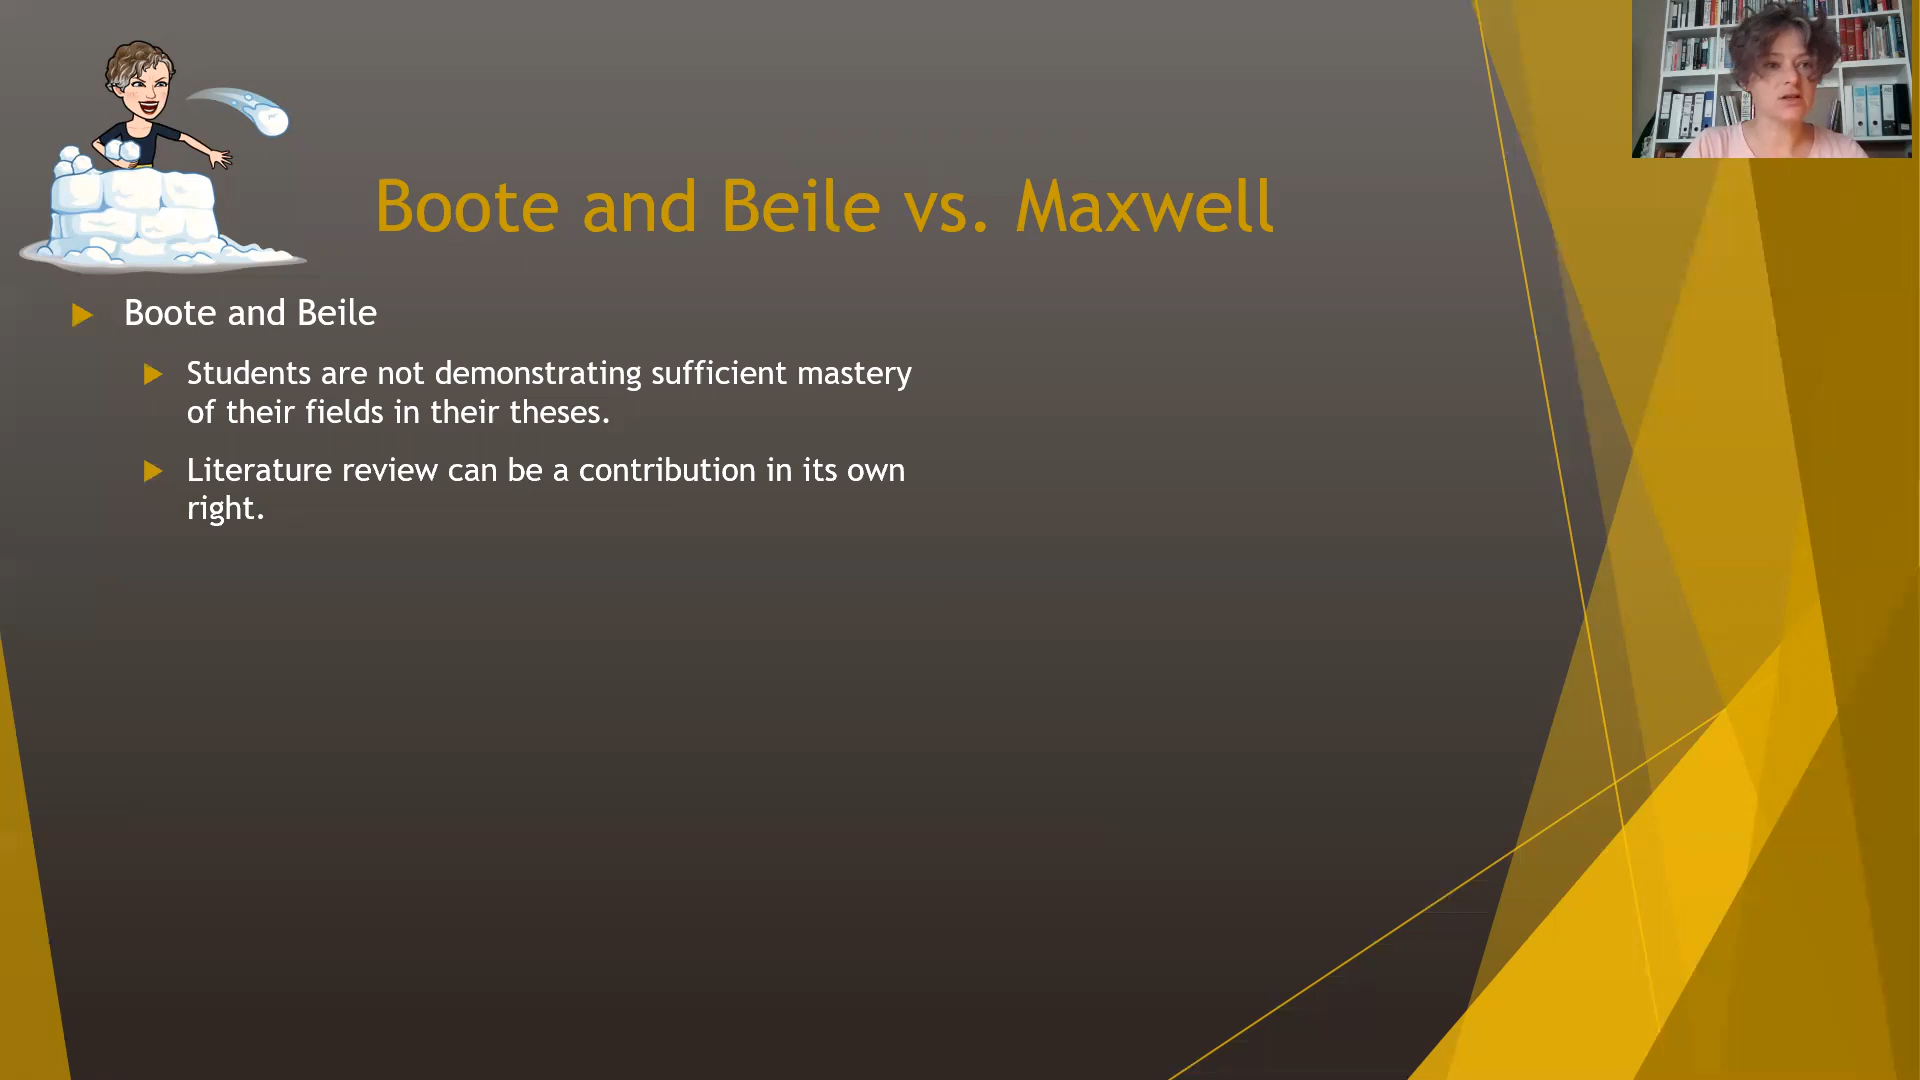 Boote and Beile vs. Maxwell
Boote and Beile
Students are not demonstrating sufficient mastery
of their fields in their theses.
Literature review can be a contribution in its own
right.